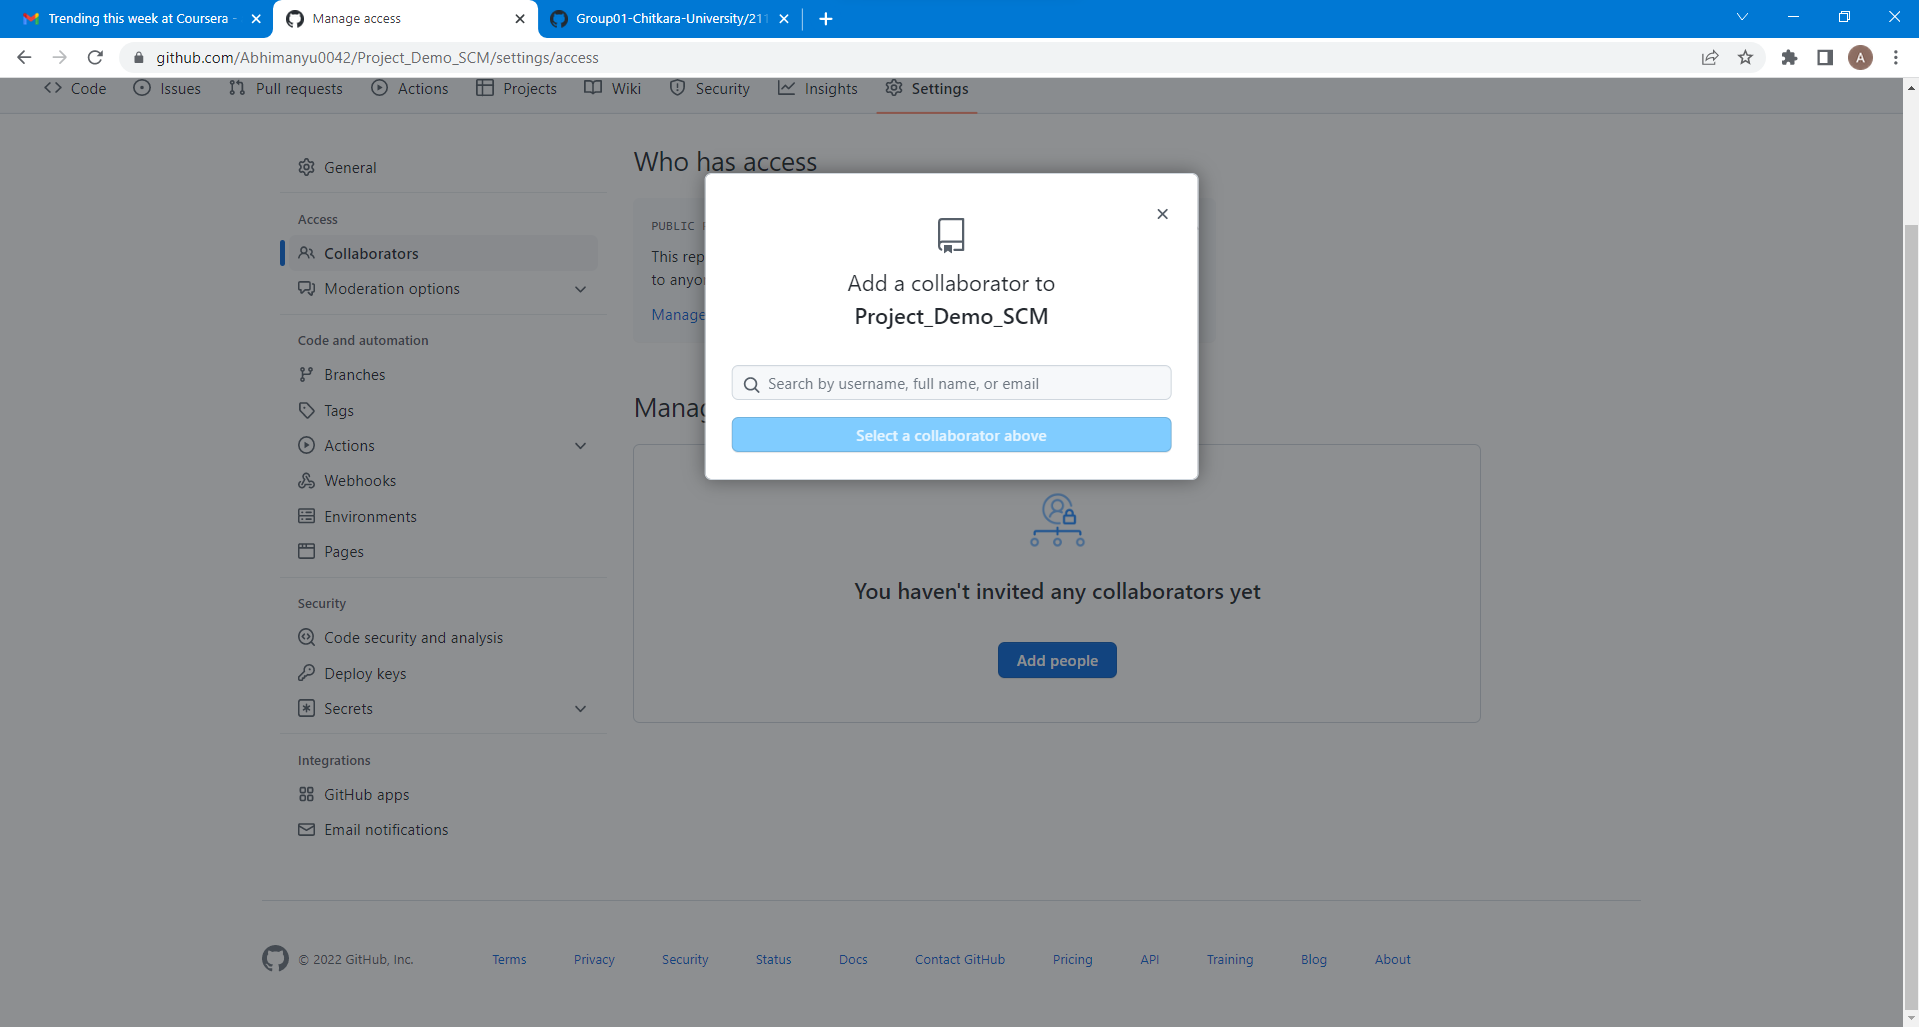 Trending this week at Coursera -
Manage access
Group01-Chitkara-University/211
github.com/Abhimanyu0042/Project_Demo_SCM/settings/access
A
Code
Issues
Pull requests
Actions
Projects
Wiki
Security
Insights
Settings
General
Access
Collaborators
Moderation options
Code and automation
Branches
Tags
Actions
Webhooks
Environments
Pages
Security
Code security and analysis
Deploy keys
Secrets
Integrations
GitHub apps
Email notifications
Who has access
PUBLIC
This rep
to anyo
Manage
Add a collaborator to
Project_Demo_SCM
Search by username, full name, or email
Select a collaborator above
Manag
You haven't invited any collaborators yet
Add people
© 2022 GitHub, Inc.
Terms
Privacy
Security
Status
Docs
Contact GitHub
Pricing
API
Training
Blog
About